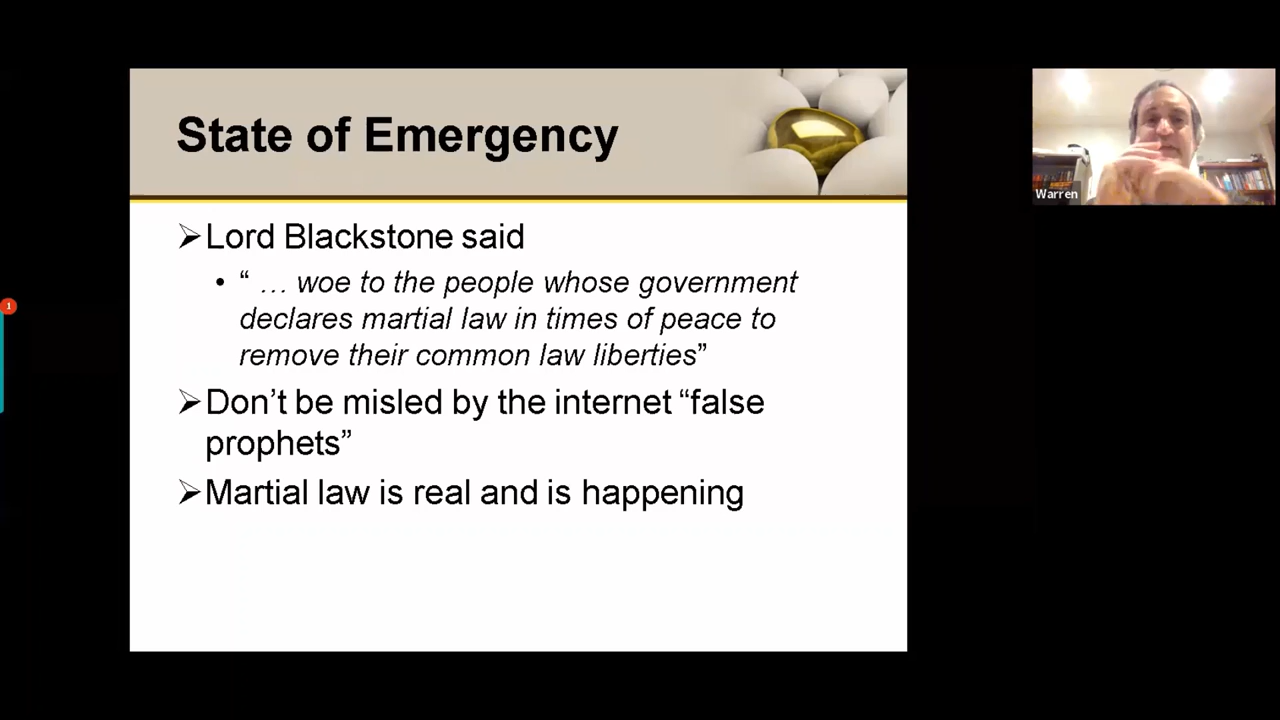 State of Emergency
➢Lord Blackstone said
• “ … woe to the people whose government
declares martial law in times of peace to
remove their common law liberties”
➢Don’t be misled by the internet “false
prophets”
➢Martial law is real and is happening
Warren
1